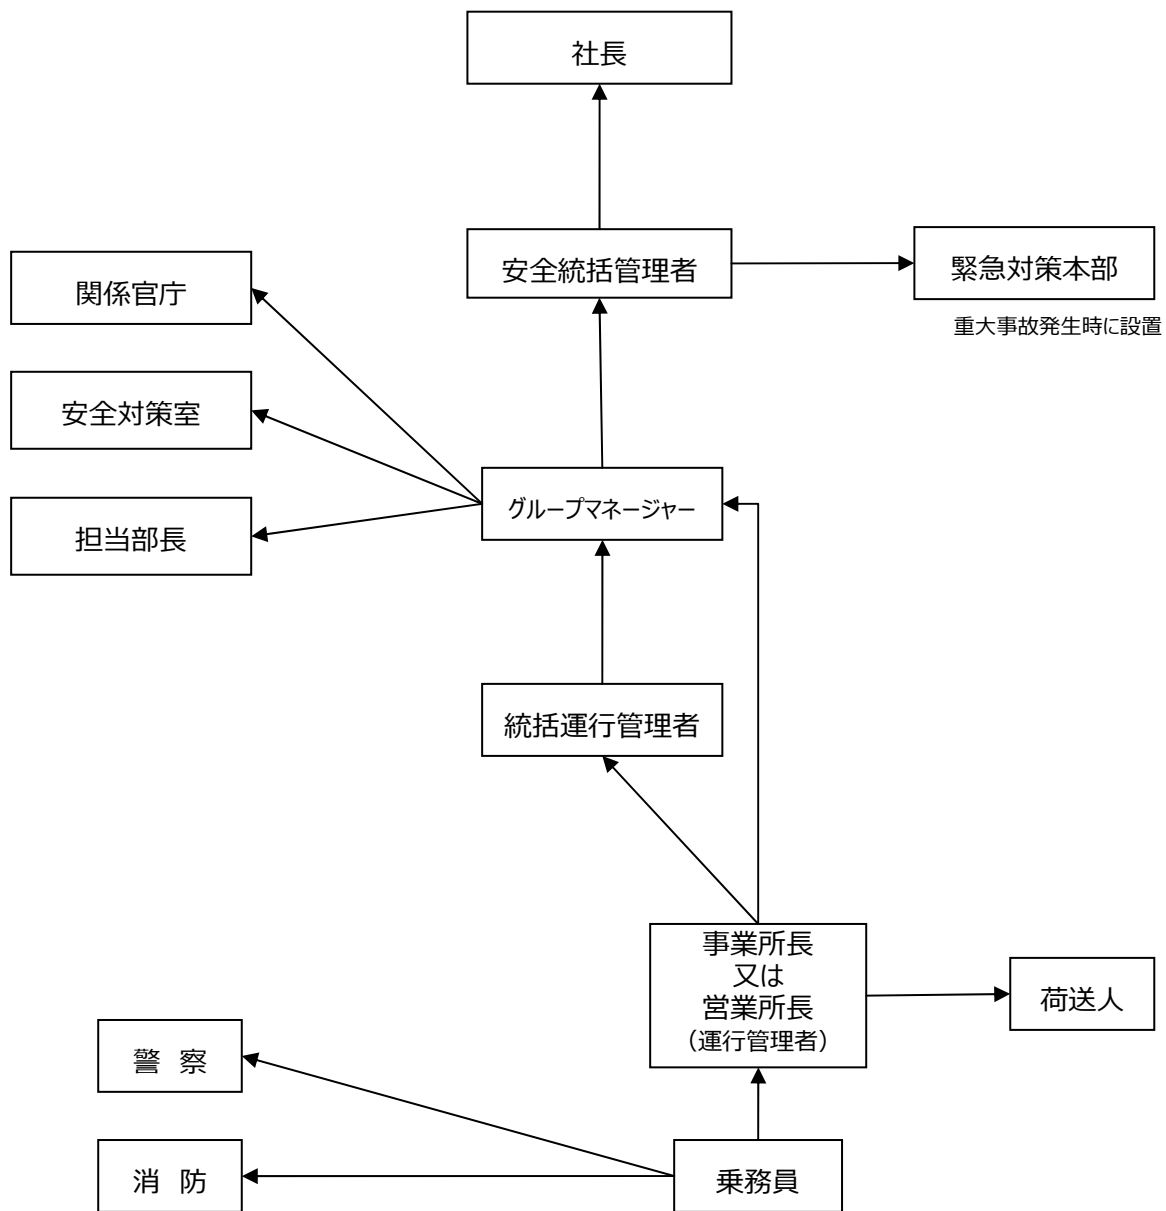 社長
安全統括管理者
緊急対策本部
重大事故発生時に設置
関係官庁
安全対策室
グループマネージャー
担当部長
統括運行管理者
事業所長
又は
営業所長
（運行管理者）
荷送人
警 察
消 防
乗務員